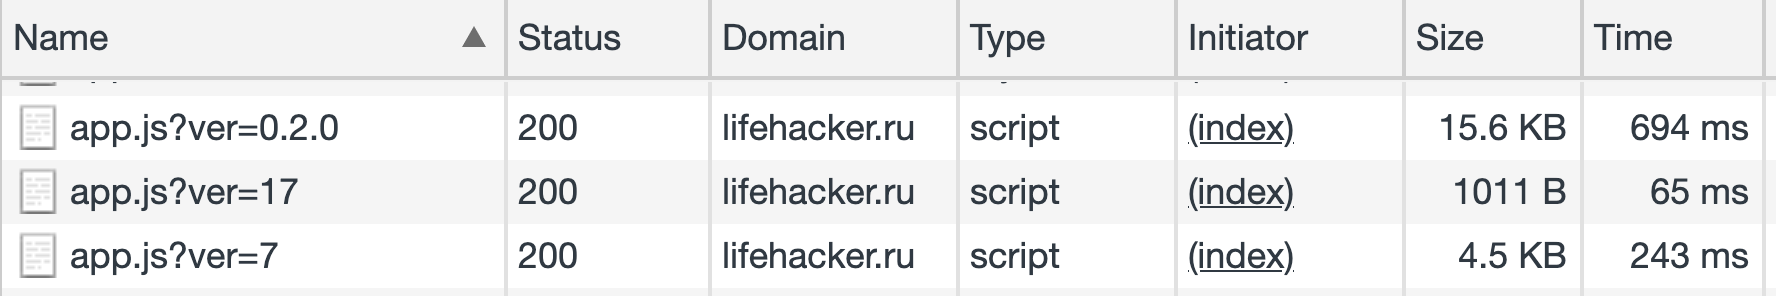 Name ▲ Status Domain Type Initiator Size Time
app.js?ver=0.2.0 200 lifehacker.ru script (index) 15.6 KB 694 ms
app.js?ver=17 200 lifehacker.ru script (index) 1011 B 65 ms
app.js?ver=7 200 lifehacker.ru script (index) 4.5 KB 243 ms